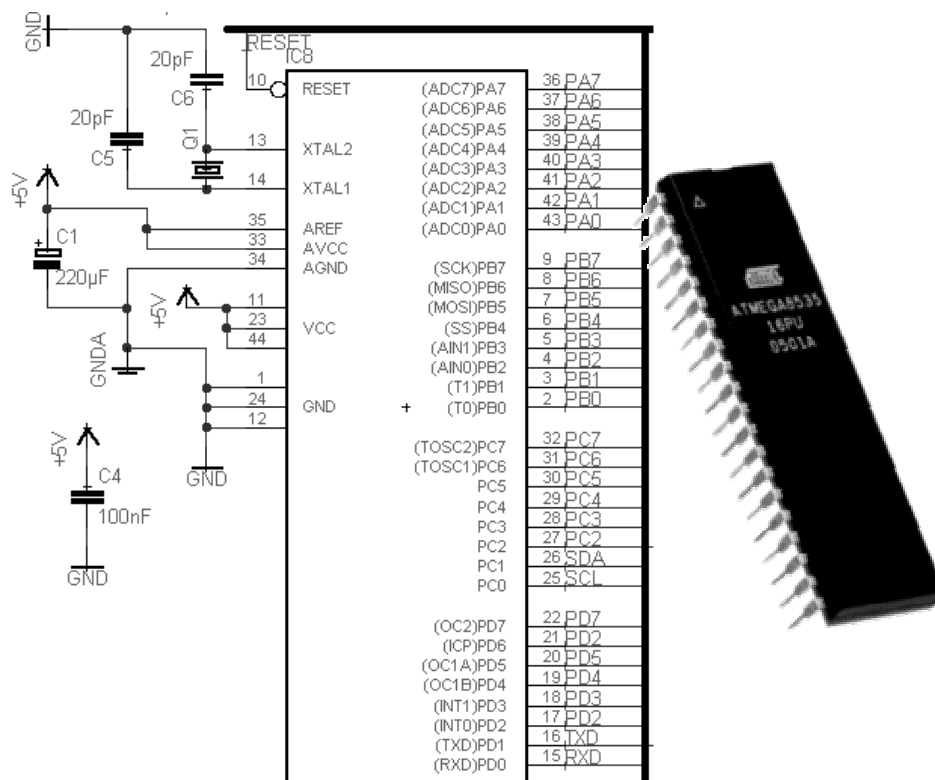 GND
RESET
IC8
20pF
C6
10
RESET
20pF
C5
Q1
13
XTAL2
14
XTAL1
+5V
35
AREF
33
AVCC
34
AGND
+
C1
220µF
+5V
11
23
VCC
44
GNDA
1
24
GND
12
GND
+5V
C4
100nF
GND
(ADC7)PA7 36 PA7
(ADC6)PA6 37 PA6
(ADC5)PA5 38 PA5
(ADC4)PA4 39 PA4
(ADC3)PA3 40 PA3
(ADC2)PA2 41 PA2
(ADC1)PA1 42 PA1
(ADC0)PA0 43 PA0
(SCK)PB7 9 PB7
(MISO)PB6 8 PB6
(MOSI)PB5 7 PB5
(SS)PB4 6 PB4
(AIN1)PB3 5 PB3
(AIN0)PB2 4 PB2
(T1)PB1 3 PB1
+ (T0)PB0 2 PB0
(TOSC2)PC7 32 PC7
(TOSC1)PC6 31 PC6
PC5 30 PC5
PC4 29 PC4
PC3 28 PC3
PC2 27 PC2
PC1 26 SDA
PC0 25 SCL
(OC2)PD7 22 PD7
(ICP)PD6 21 PD2
(OC1A)PD5 20 PD5
(OC1B)PD4 19 PD4
(INT1)PD3 18 PD3
(INT0)PD2 17 PD2
(TXD)PD1 16 TXD
(RXD)PD0 15 RXD
ATMEGA8535
16PU
0501A